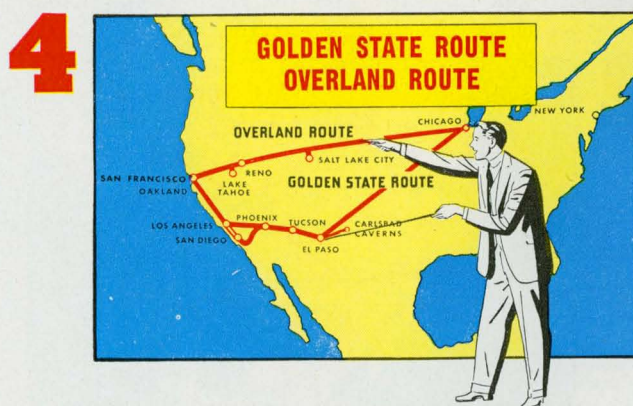 4
GOLDEN STATE ROUTE
OVERLAND ROUTE
CHICAGO
NEW YORK
OVERLAND ROUTE
SALT LAKE CITY
RENO
LAKE
TAHOE
SAN FRANCISCO
OAKLAND
GOLDEN STATE ROUTE
LOS ANGELES
PHOENIX
TUCSON
CARLSBAD
CAVERNS
SAN DIEGO
EL PASO